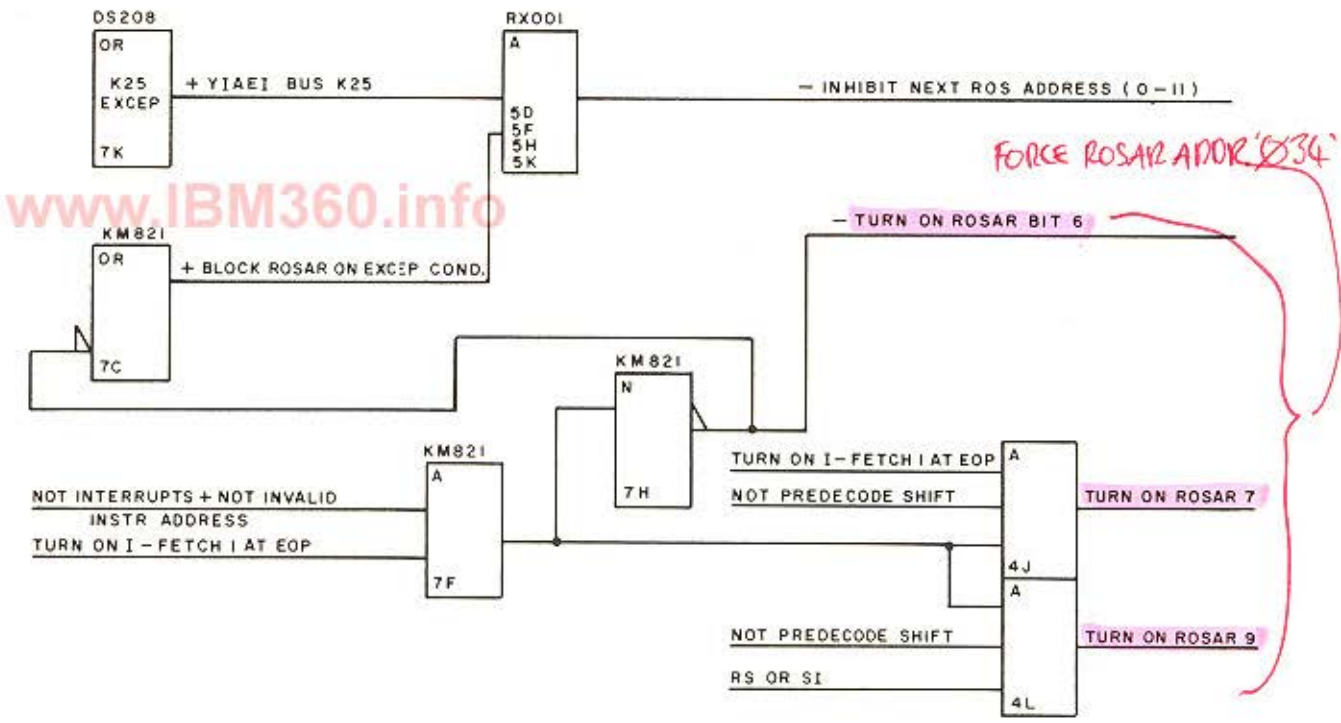 DS208
OR
K25
EXCEP
7K
+ YIAEI BUS K25
RX001
A
5D
5F
5H
5K
— INHIBIT NEXT ROS ADDRESS (0-11)
FORCE ROSAR ADDR 'Ø34'
www.IBM360.info
KM821
OR
7C
+ BLOCK ROSAR ON EXCEP COND.
— TURN ON ROSAR BIT 6
KM821
N
7H
KM821
A
7F
NOT INTERRUPTS + NOT INVALID
INSTR ADDRESS
TURN ON I-FETCH I AT EOP
TURN ON I-FETCH I AT EOP
NOT PREDECODE SHIFT
A
4J
TURN ON ROSAR 7
A
4L
NOT PREDECODE SHIFT
RS OR SI
TURN ON ROSAR 9